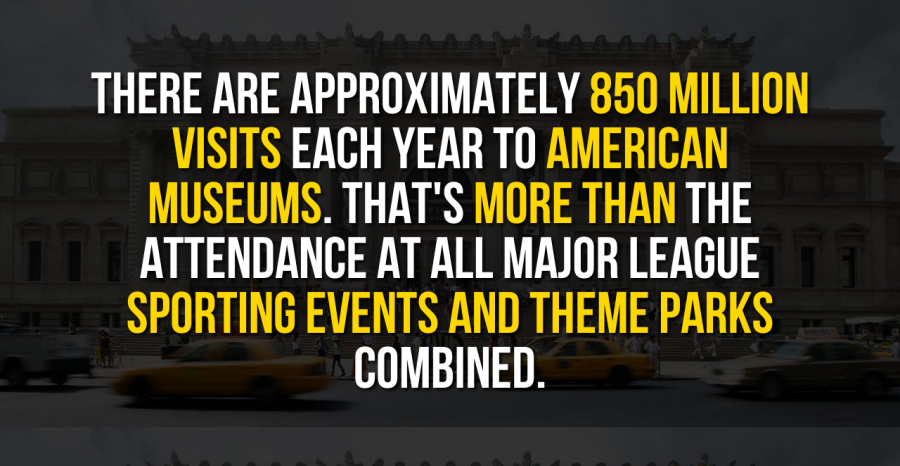 THERE ARE APPROXIMATELY 850 MILLION
VISITS EACH YEAR TO AMERICAN
MUSEUMS. THAT'S MORE THAN THE
ATTENDANCE AT ALL MAJOR LEAGUE
SPORTING EVENTS AND THEME PARKS
COMBINED.